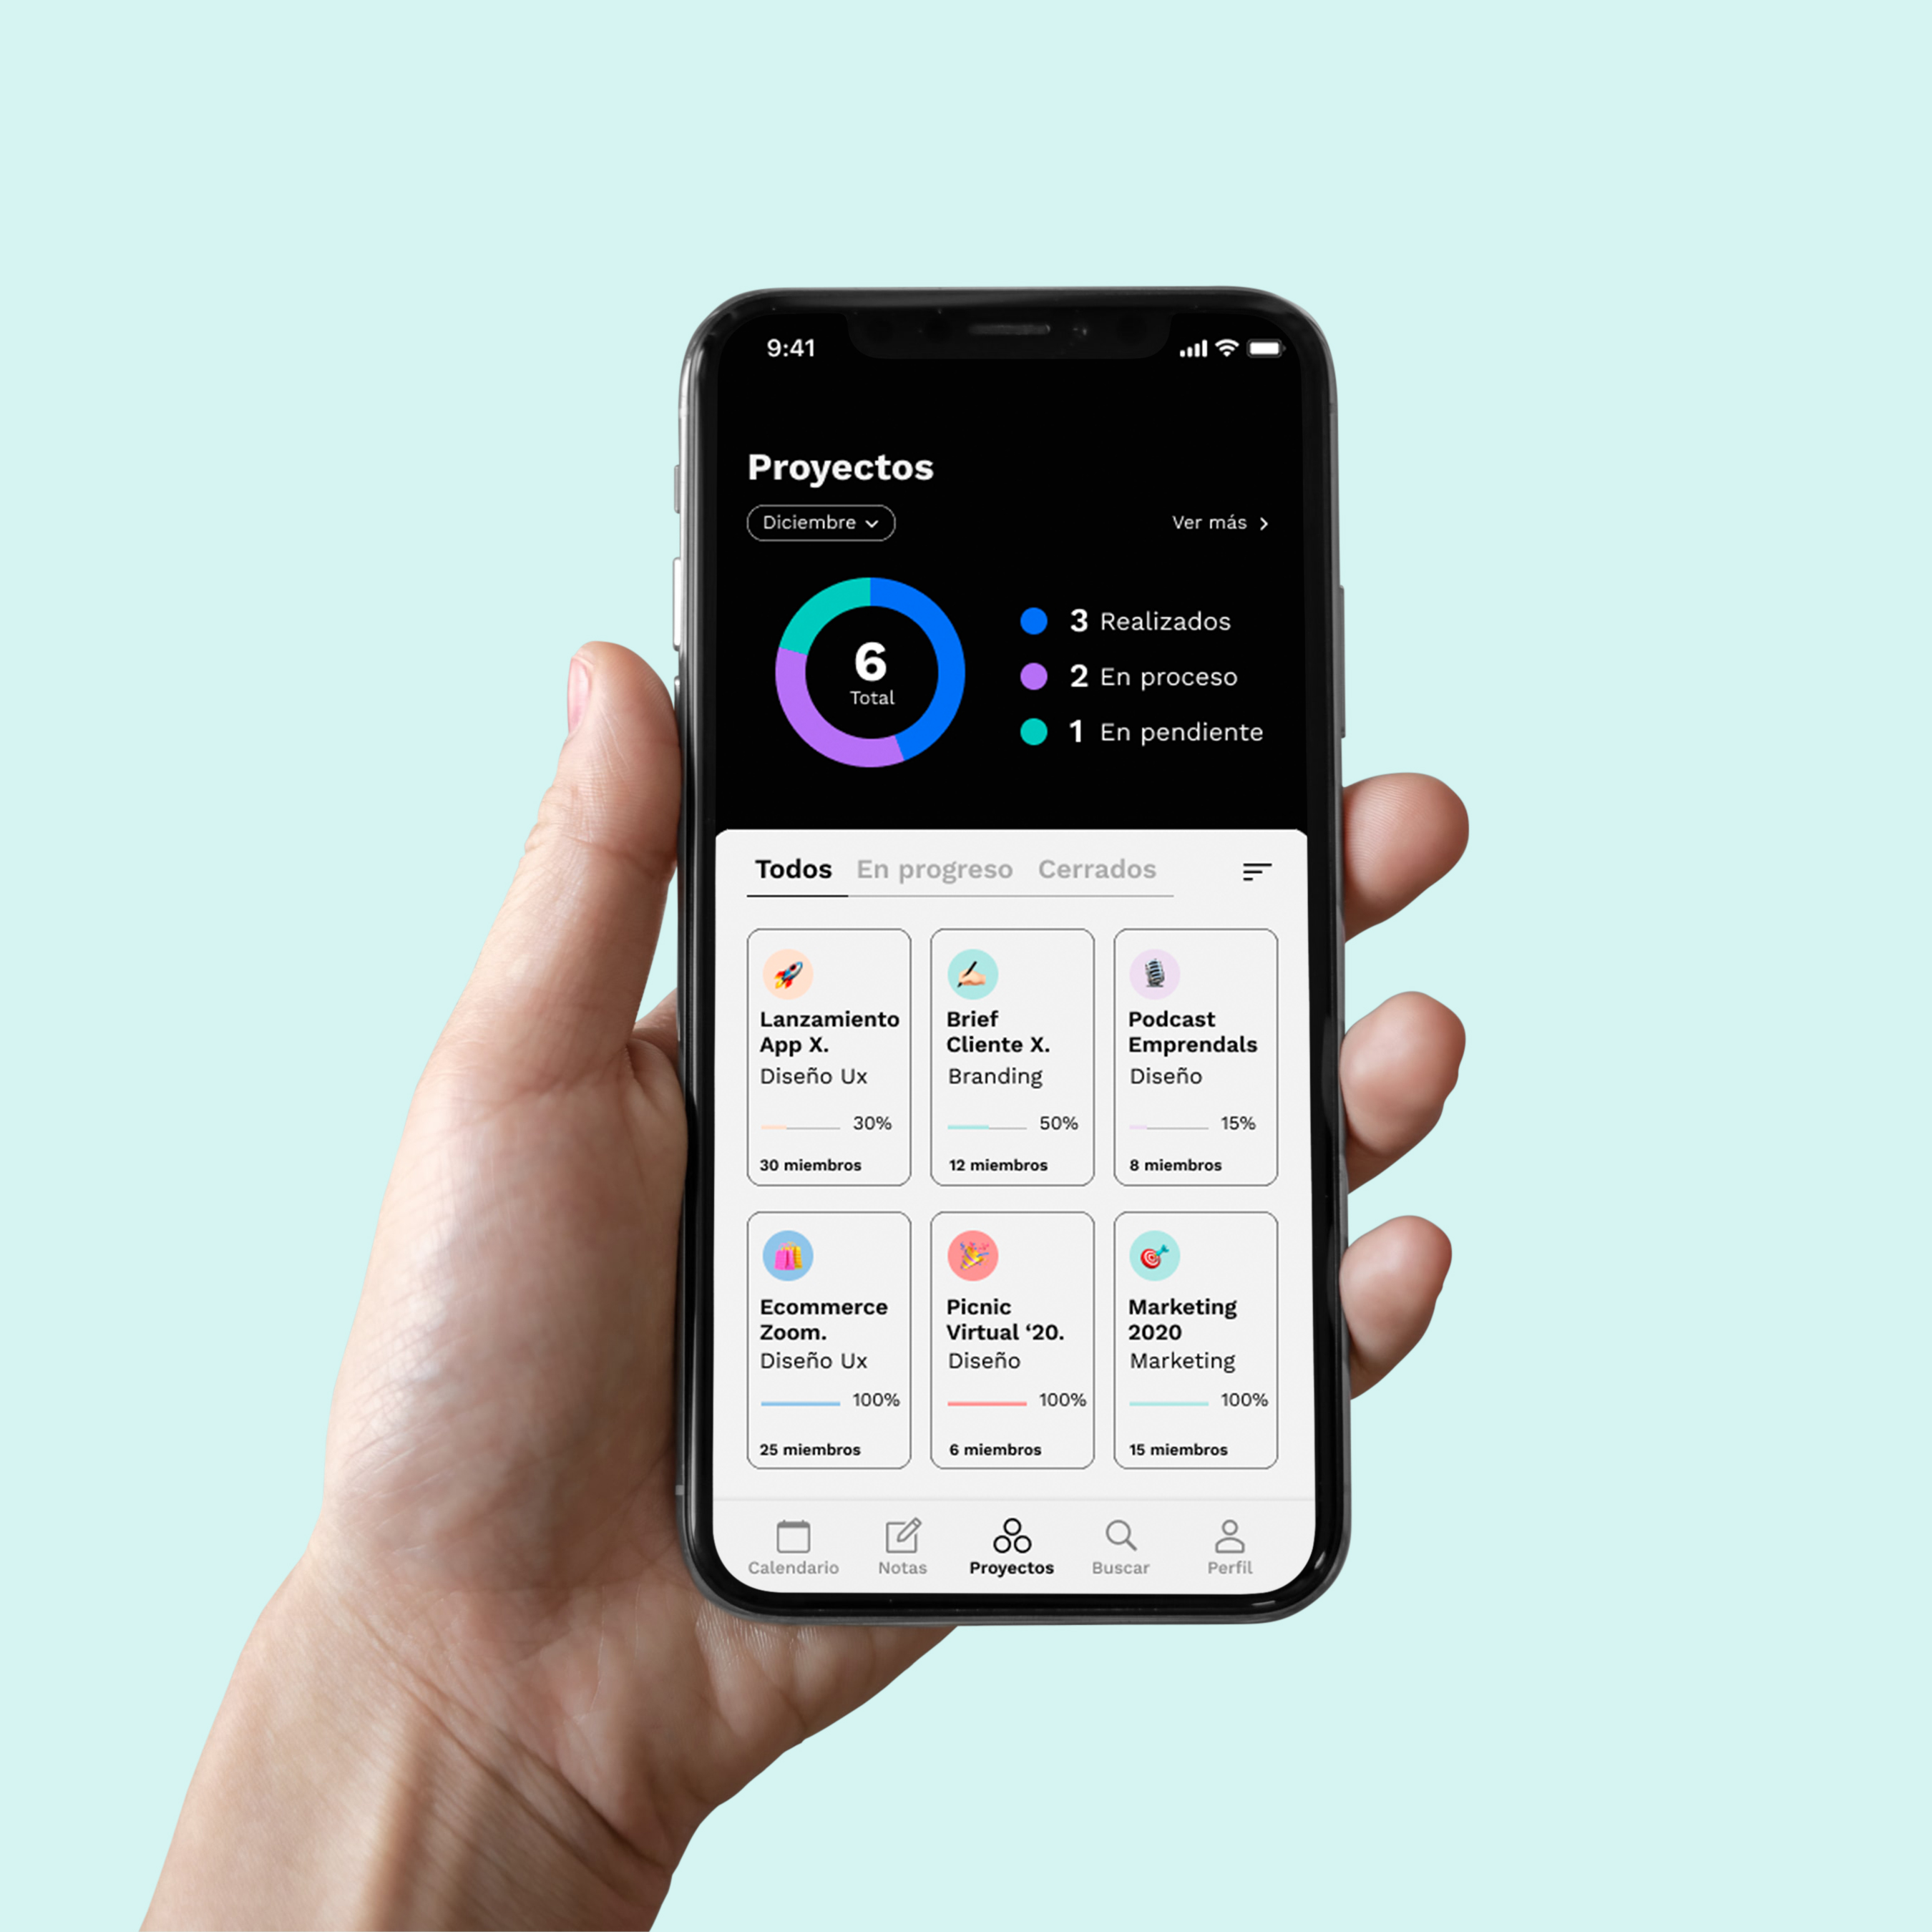 9:41
Proyectos
Diciembre
Ver más
6
Total
3 Realizados
2 En proceso
1 En pendiente
Todos En progreso Cerrados
Lanzamiento
App X.
Diseño Ux
30%
30 miembros
Brief
Cliente X.
Branding
50%
12 miembros
Podcast
Emprendals
Diseño
15%
8 miembros
Ecommerce
Zoom.
Diseño Ux
100%
25 miembros
Picnic
Virtual ‘20.
Diseño
100%
6 miembros
Marketing
2020
Marketing
100%
15 miembros
Calendario Notas Proyectos Buscar Perfil